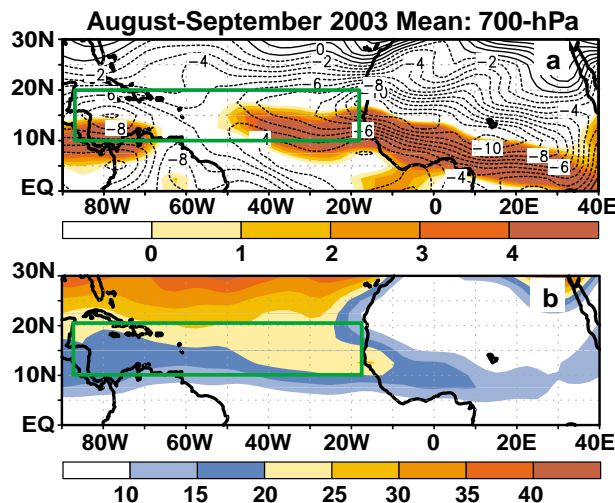 August-September 2003 Mean: 700-hPa
30N 0 a
-2 -4 -4 -2
20N -6 -6 -8 -4
-8
10N -8 -4 -6 -10 -8
-8 -4 -6
EQ
80W 60W 40W 20W 0 20E 40E
0 1 2 3 4
30N b
20N
10N
EQ
80W 60W 40W 20W 0 20E 40E
10 15 20 25 30 35 40